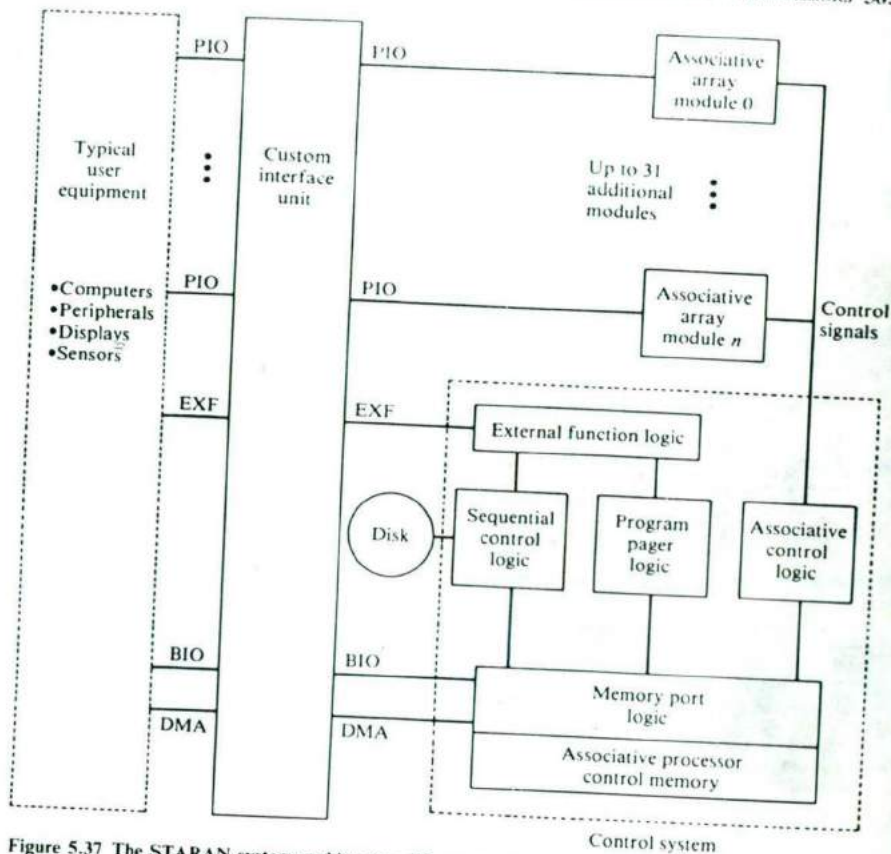 PIO
PIO
Associative
array
module 0
Typical
user
equipment
Custom
interface
unit
Up to 31
additional
modules
•Computers
•Peripherals
•Displays
•Sensors
PIO
PIO
Associative
array
module n
Control
signals
EXF
EXF
External function logic
Disk
Sequential
control
logic
Program
pager
logic
Associative
control
logic
BIO
BIO
Memory port
logic
DMA
DMA
Associative processor
control memory
Control system
Figure 5.37 The STARAN